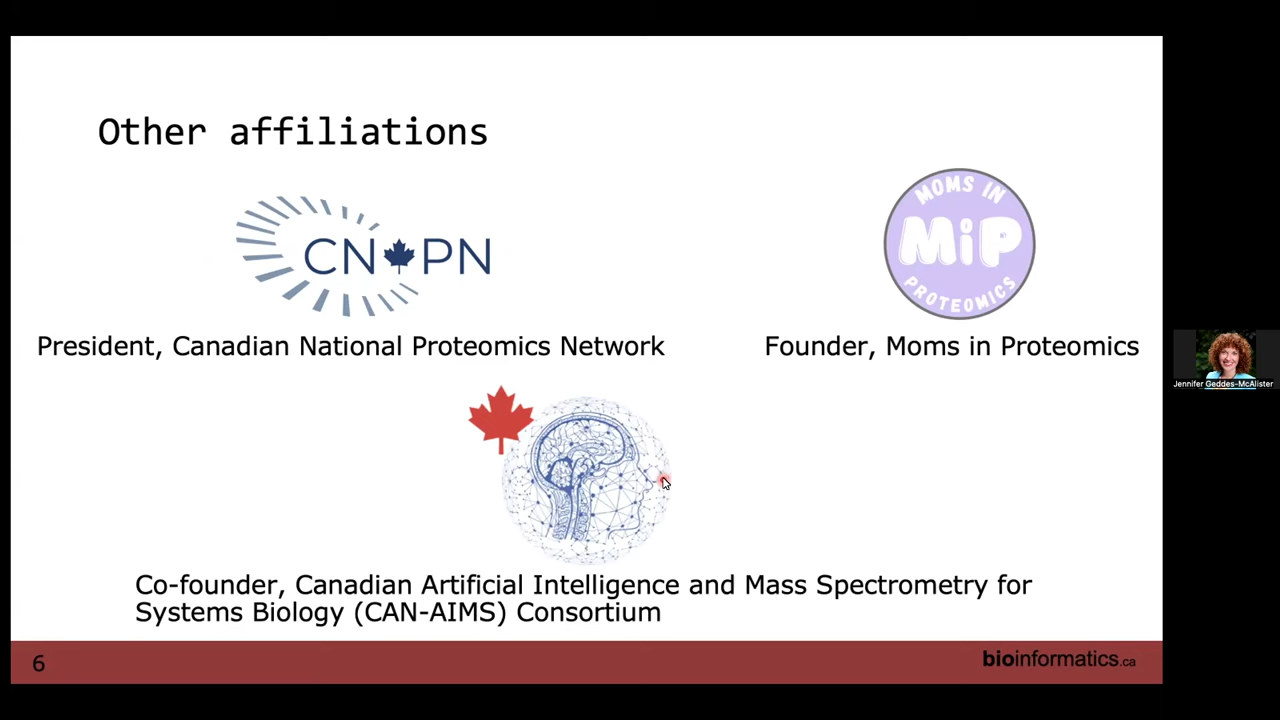 Other affiliations
CN PN
MOMS IN
MiP
PROTEOMICS
President, Canadian National Proteomics Network
Founder, Moms in Proteomics
Jennifer Geddes-McAlister
Co-founder, Canadian Artificial Intelligence and Mass Spectrometry for
Systems Biology (CAN-AIMS) Consortium
6
bioinformatics.ca